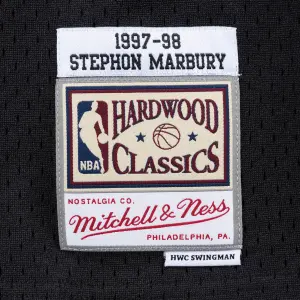 1997-98
STEPHON MARBURY
HARDWOOD
NBA
CLASSICS
NOSTALGIA CO.
Mitchell & Ness
PHILADELPHIA, PA.
HWC SWINGMAN